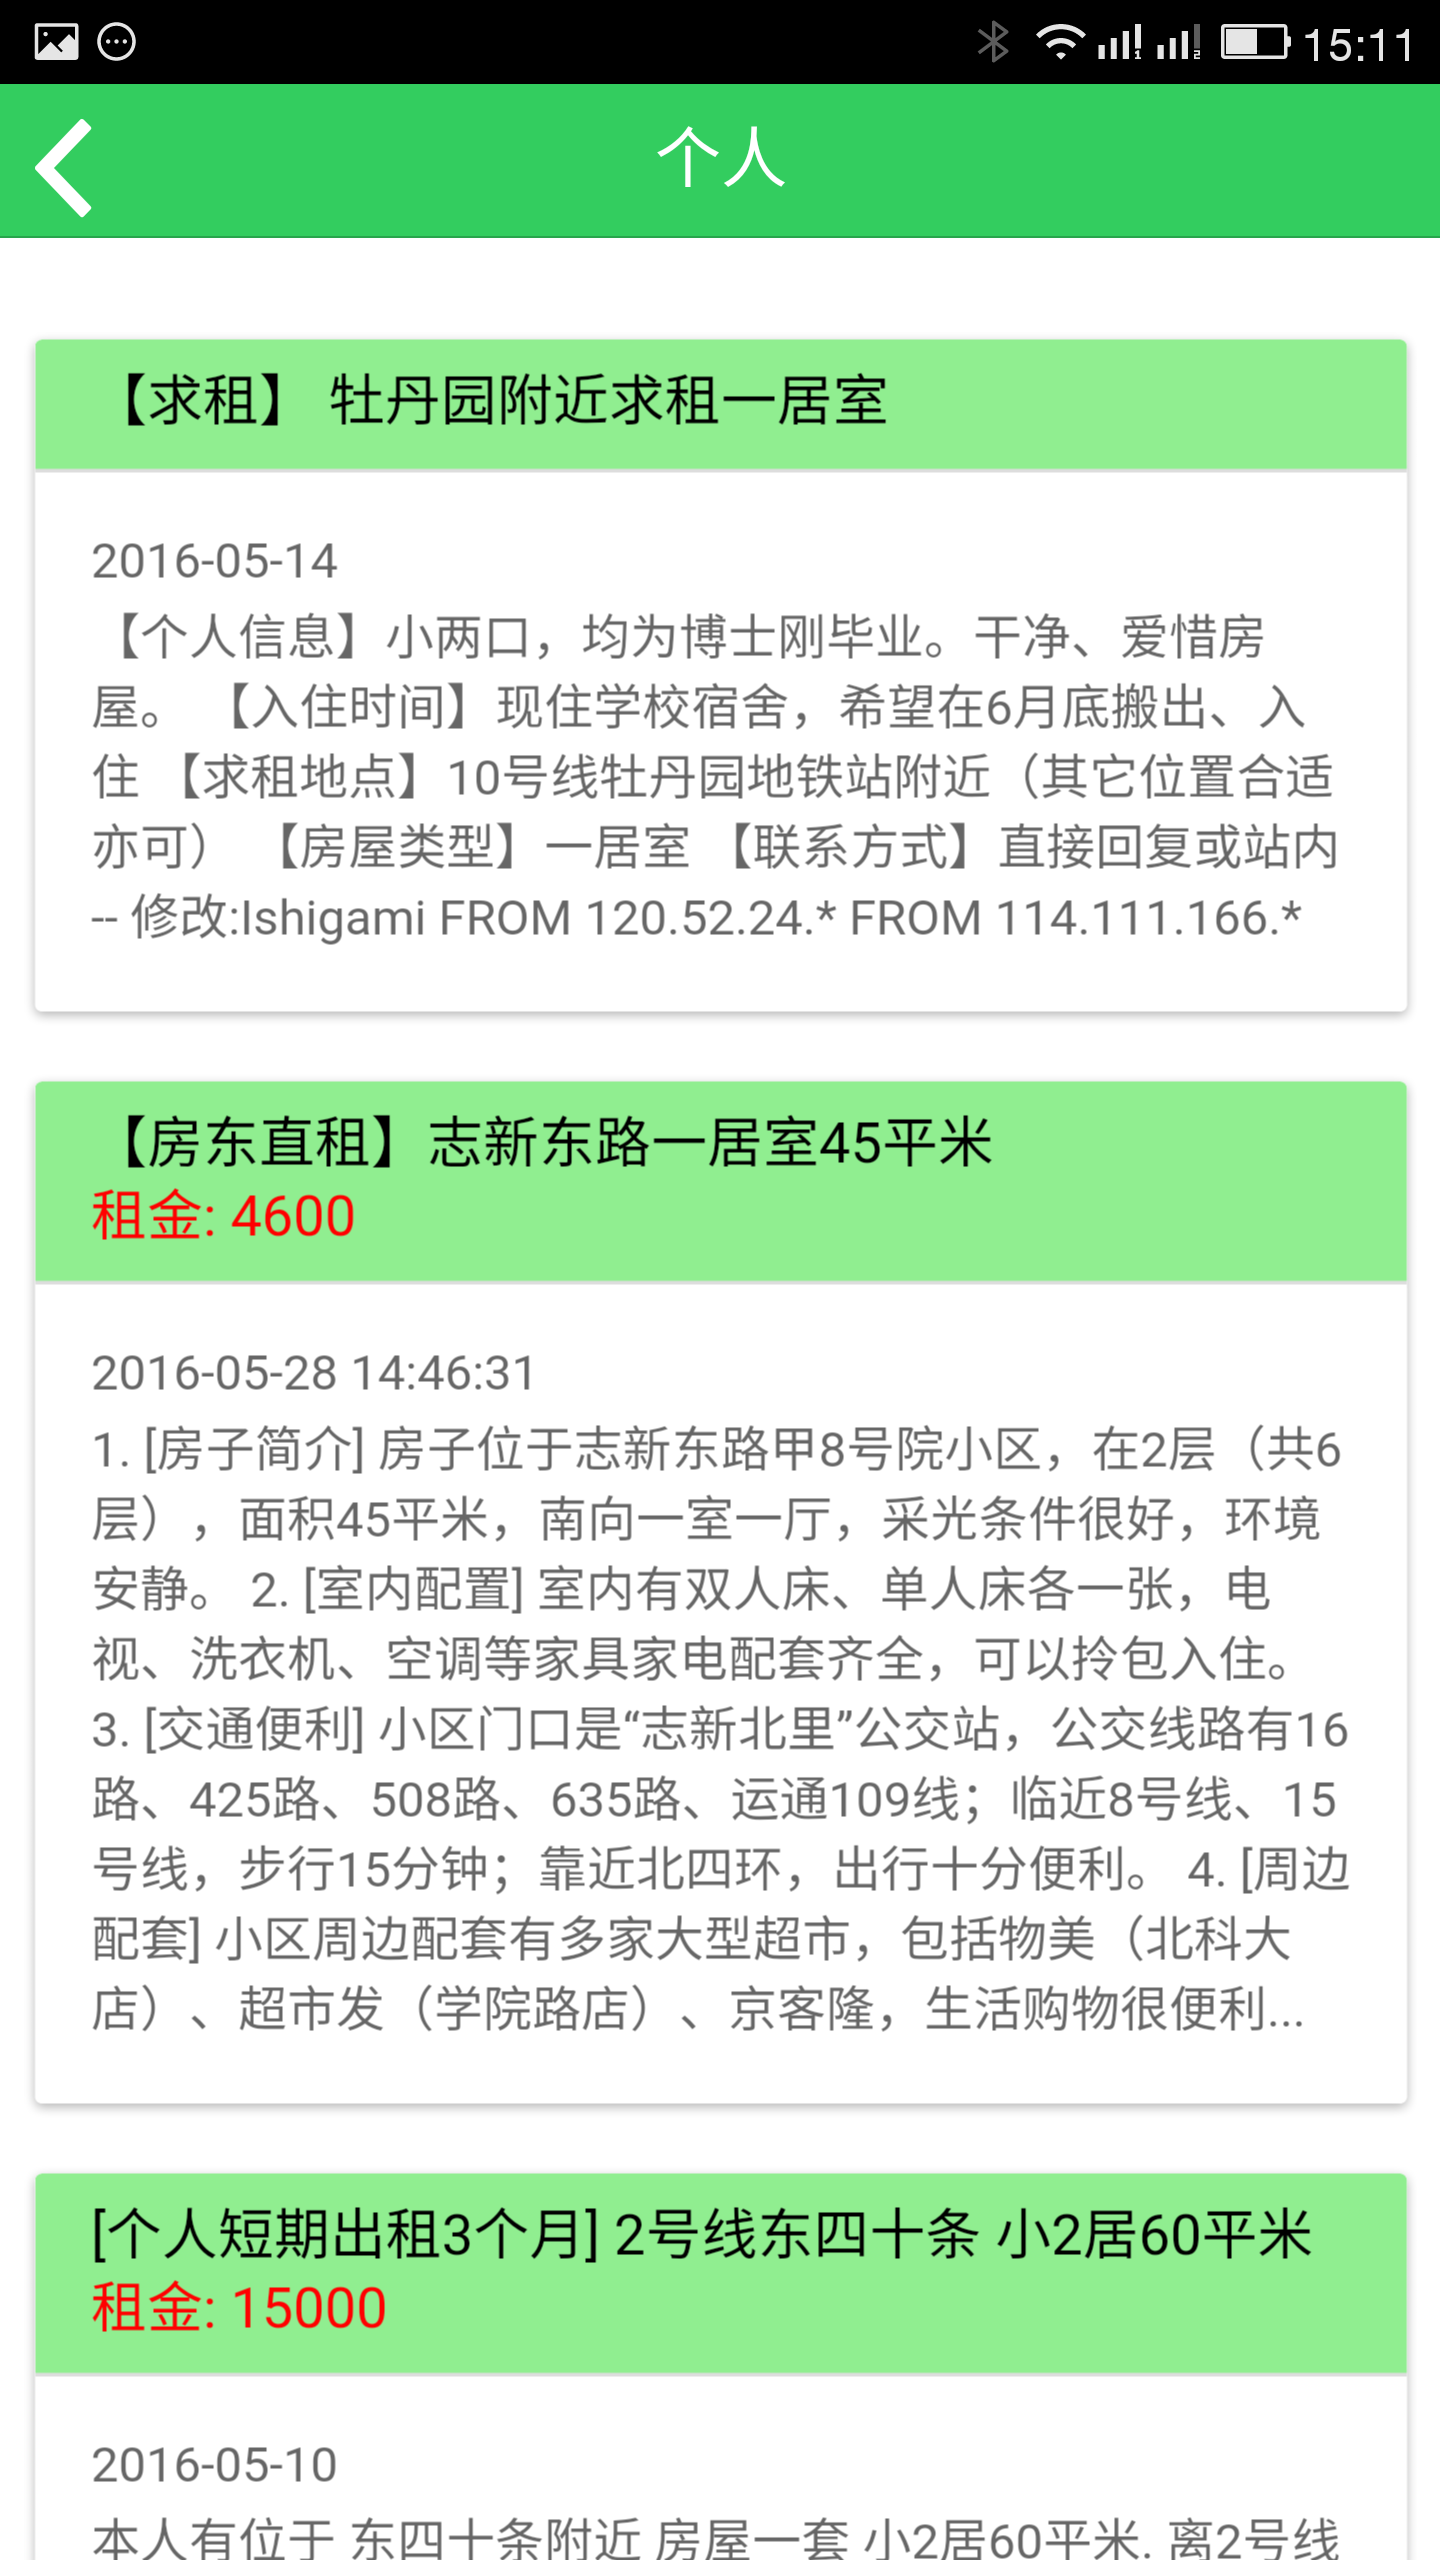 15:11
个人
【求租】 牡丹园附近求租一居室
2016-05-14
【个人信息】小两口，均为博士刚毕业。干净、爱惜房
屋。 【入住时间】现住学校宿舍，希望在6月底搬出、入
住 【求租地点】10号线牡丹园地铁站附近（其它位置合适
亦可） 【房屋类型】一居室 【联系方式】直接回复或站内
-- 修改:Ishigami FROM 120.52.24.* FROM 114.111.166.*
【房东直租】志新东路一居室45平米
租金: 4600
2016-05-28 14:46:31
1. [房子简介] 房子位于志新东路甲8号院小区，在2层（共6
层），面积45平米，南向一室一厅，采光条件很好，环境
安静。 2. [室内配置] 室内有双人床、单人床各一张，电
视、洗衣机、空调等家具家电配套齐全，可以拎包入住。
3. [交通便利] 小区门口是“志新北里”公交站，公交线路有16
路、425路、508路、635路、运通109线；临近8号线、15
号线，步行15分钟；靠近北四环，出行十分便利。 4. [周边
配套] 小区周边配套有多家大型超市，包括物美（北科大
店）、超市发（学院路店）、京客隆，生活购物很便利...
[个人短期出租3个月] 2号线东四十条 小2居60平米
租金: 15000
2016-05-10
本人有位于 东四十条附近 房屋一套 小2居60平米. 离2号线